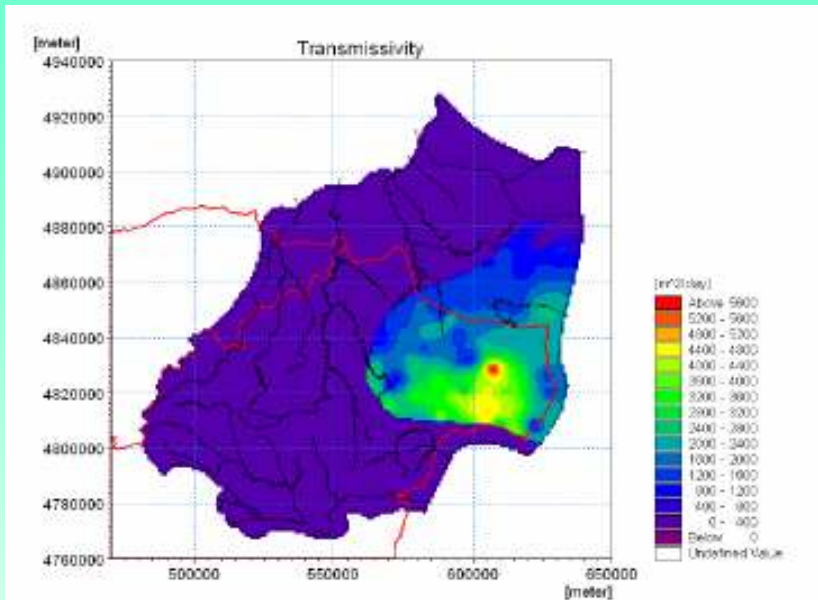 Transmissivity
[meter]
4940000
4920000
4900000
4880000
4860000
4840000
4820000
4800000
4780000
4760000
500000
550000
600000
650000
[meter]
[m^2/day]
Above 5600
5200 - 5600
4800 - 5200
4400 - 4800
4000 - 4400
3600 - 4000
3200 - 3600
2800 - 3200
2400 - 2800
2000 - 2400
1600 - 2000
1200 - 1600
800 - 1200
400 - 800
0 - 400
Below 0
Undefined Value